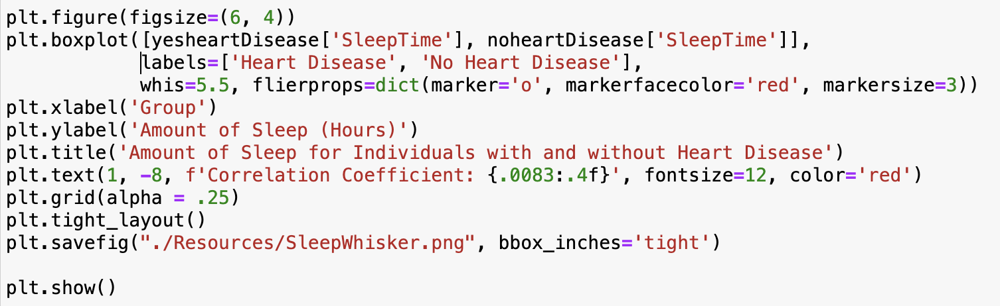 plt.figure(figsize=(6, 4))
plt.boxplot([yesheartDisease['SleepTime'], noheartDisease['SleepTime']],
            labels=['Heart Disease', 'No Heart Disease'],
            whis=5.5, flierprops=dict(marker='o', markerfacecolor='red', markersize=3))
plt.xlabel('Group')
plt.ylabel('Amount of Sleep (Hours)')
plt.title('Amount of Sleep for Individuals with and without Heart Disease')
plt.text(1, -8, f'Correlation Coefficient: {.0083:.4f}', fontsize=12, color='red')
plt.grid(alpha = .25)
plt.tight_layout()
plt.savefig("./Resources/SleepWhisker.png", bbox_inches='tight')

plt.show()